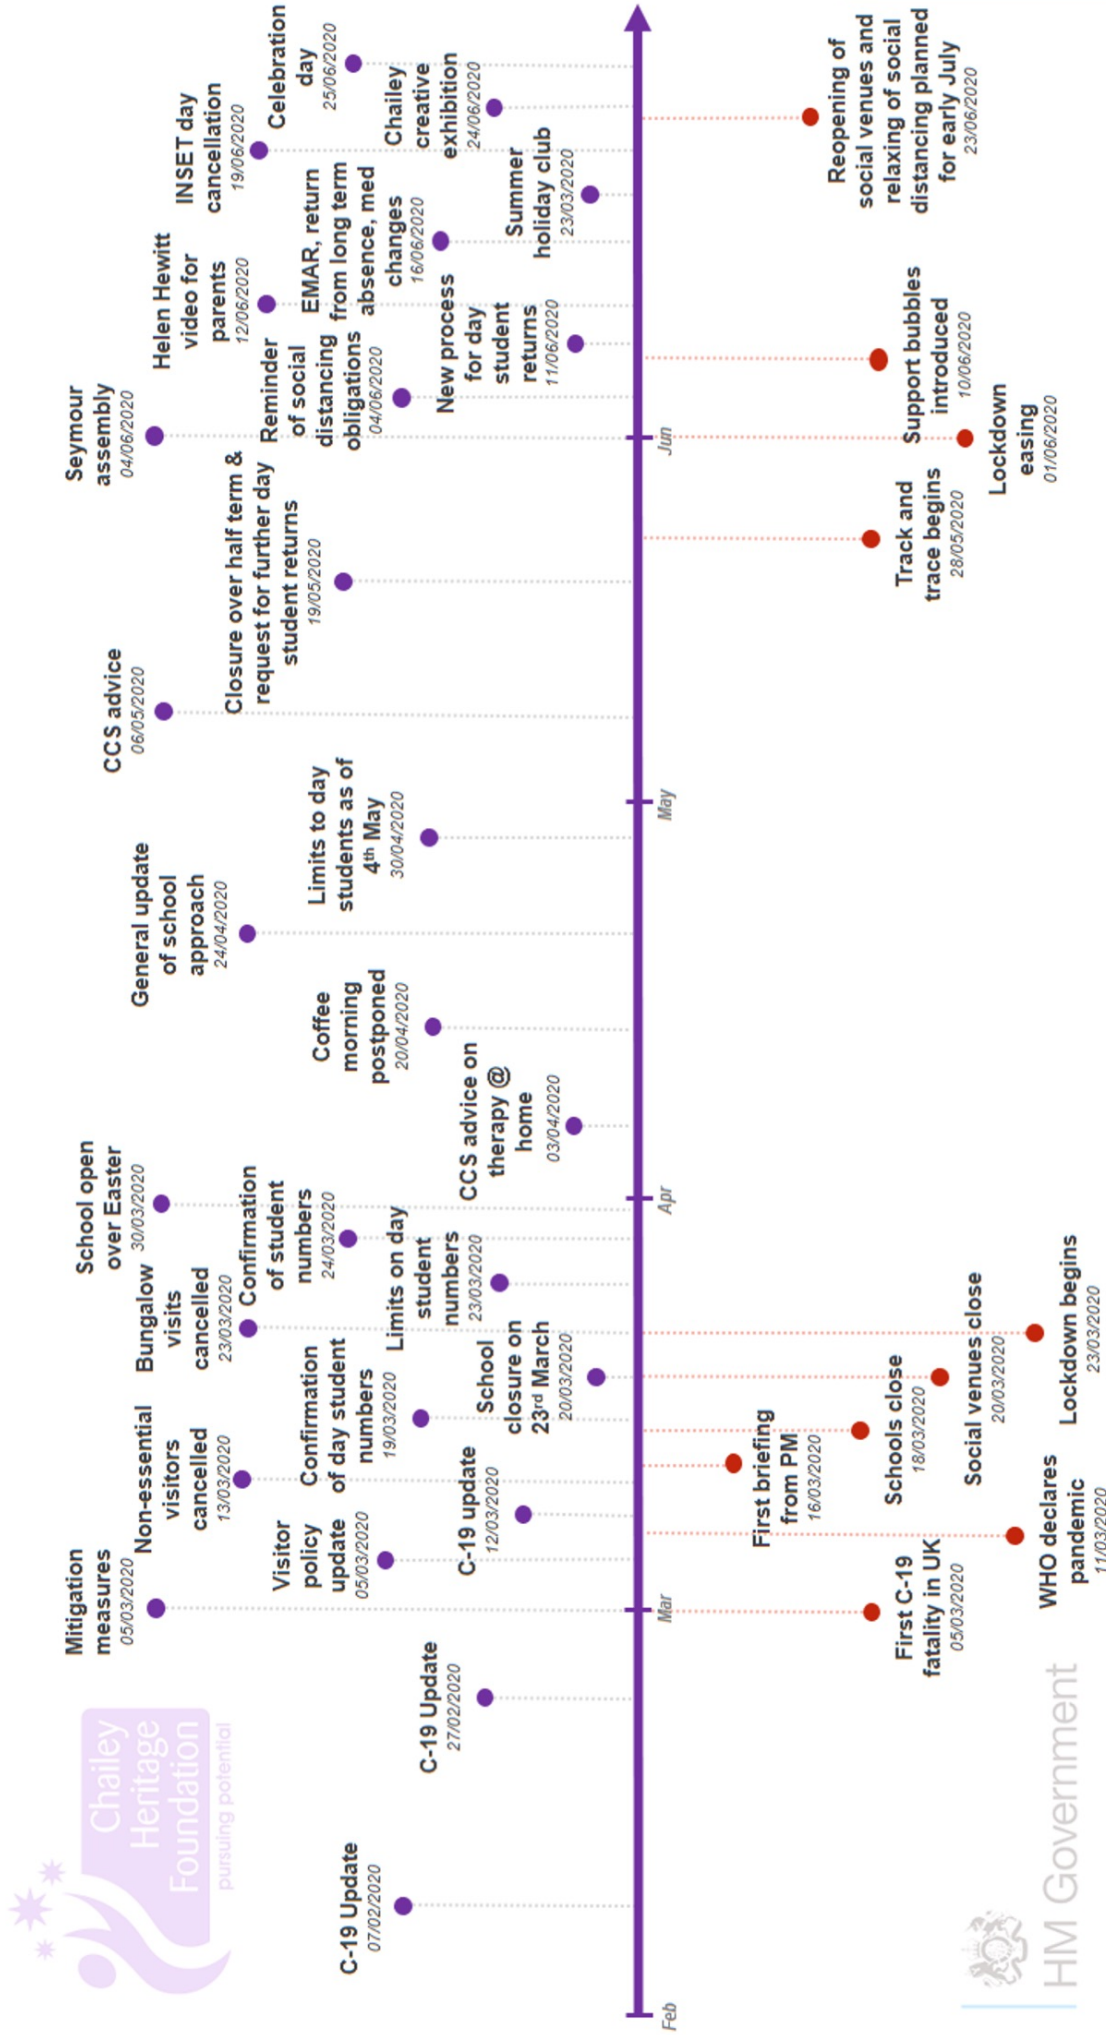 Chailey
Heritage
Foundation
pursuing potential
C-19 Update
07/02/2020
C-19 Update
27/02/2020
Mitigation
measures
05/03/2020
Visitor
policy
update
05/03/2020
C-19 update
12/03/2020
Non-essential
visitors
cancelled
13/03/2020
Confirmation
of day student
numbers
19/03/2020
School
closure on
23rd March
20/03/2020
Bungalow
visits
cancelled
23/03/2020
Limits on day
student
numbers
23/03/2020
Confirmation
of student
numbers
24/03/2020
School open
over Easter
30/03/2020
CCS advice on
therapy @
home
03/04/2020
Coffee
morning
postponed
20/04/2020
General update
of school
approach
24/04/2020
Limits to day
students as of
4th May
30/04/2020
CCS advice
06/05/2020
Closure over half term &
request for further day
student returns
19/05/2020
Seymour
assembly
04/06/2020
Reminder
of social
distancing
obligations
04/06/2020
New process
for day
student
returns
11/06/2020
Helen Hewitt
video for
parents
12/06/2020
EMAR, return
from long term
absence, med
changes
16/06/2020
Summer
holiday club
23/03/2020
INSET day
cancellation
19/06/2020
Chailey
creative
exhibition
24/06/2020
Celebration
day
25/06/2020
Feb
Mar
Apr
May
Jun
HM Government
First C-19
fatality in UK
05/03/2020
WHO declares
pandemic
11/03/2020
First briefing
from PM
16/03/2020
Schools close
18/03/2020
Social venues close
20/03/2020
Lockdown begins
23/03/2020
Track and
trace begins
28/05/2020
Lockdown
easing
01/06/2020
Support bubbles
introduced
10/06/2020
Reopening of
social venues and
relaxing of social
distancing planned
for early July
23/06/2020